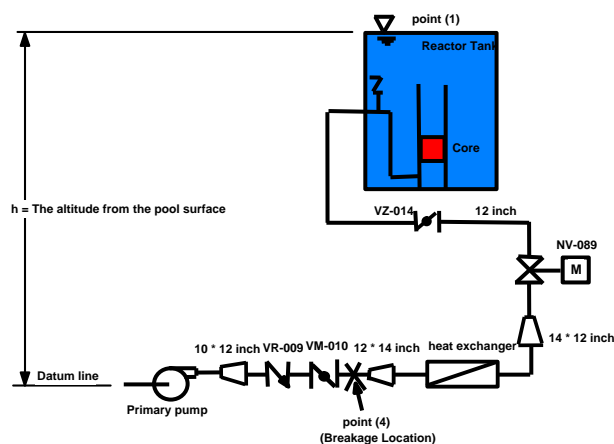 point (1)
Reactor Tank
Core
h = The altitude from the pool surface
VZ-014
12 inch
NV-089
M
10 * 12 inch
VR-009
VM-010
12 * 14 inch
heat exchanger
14 * 12 inch
Datum line
Primary pump
point (4)
(Breakage Location)